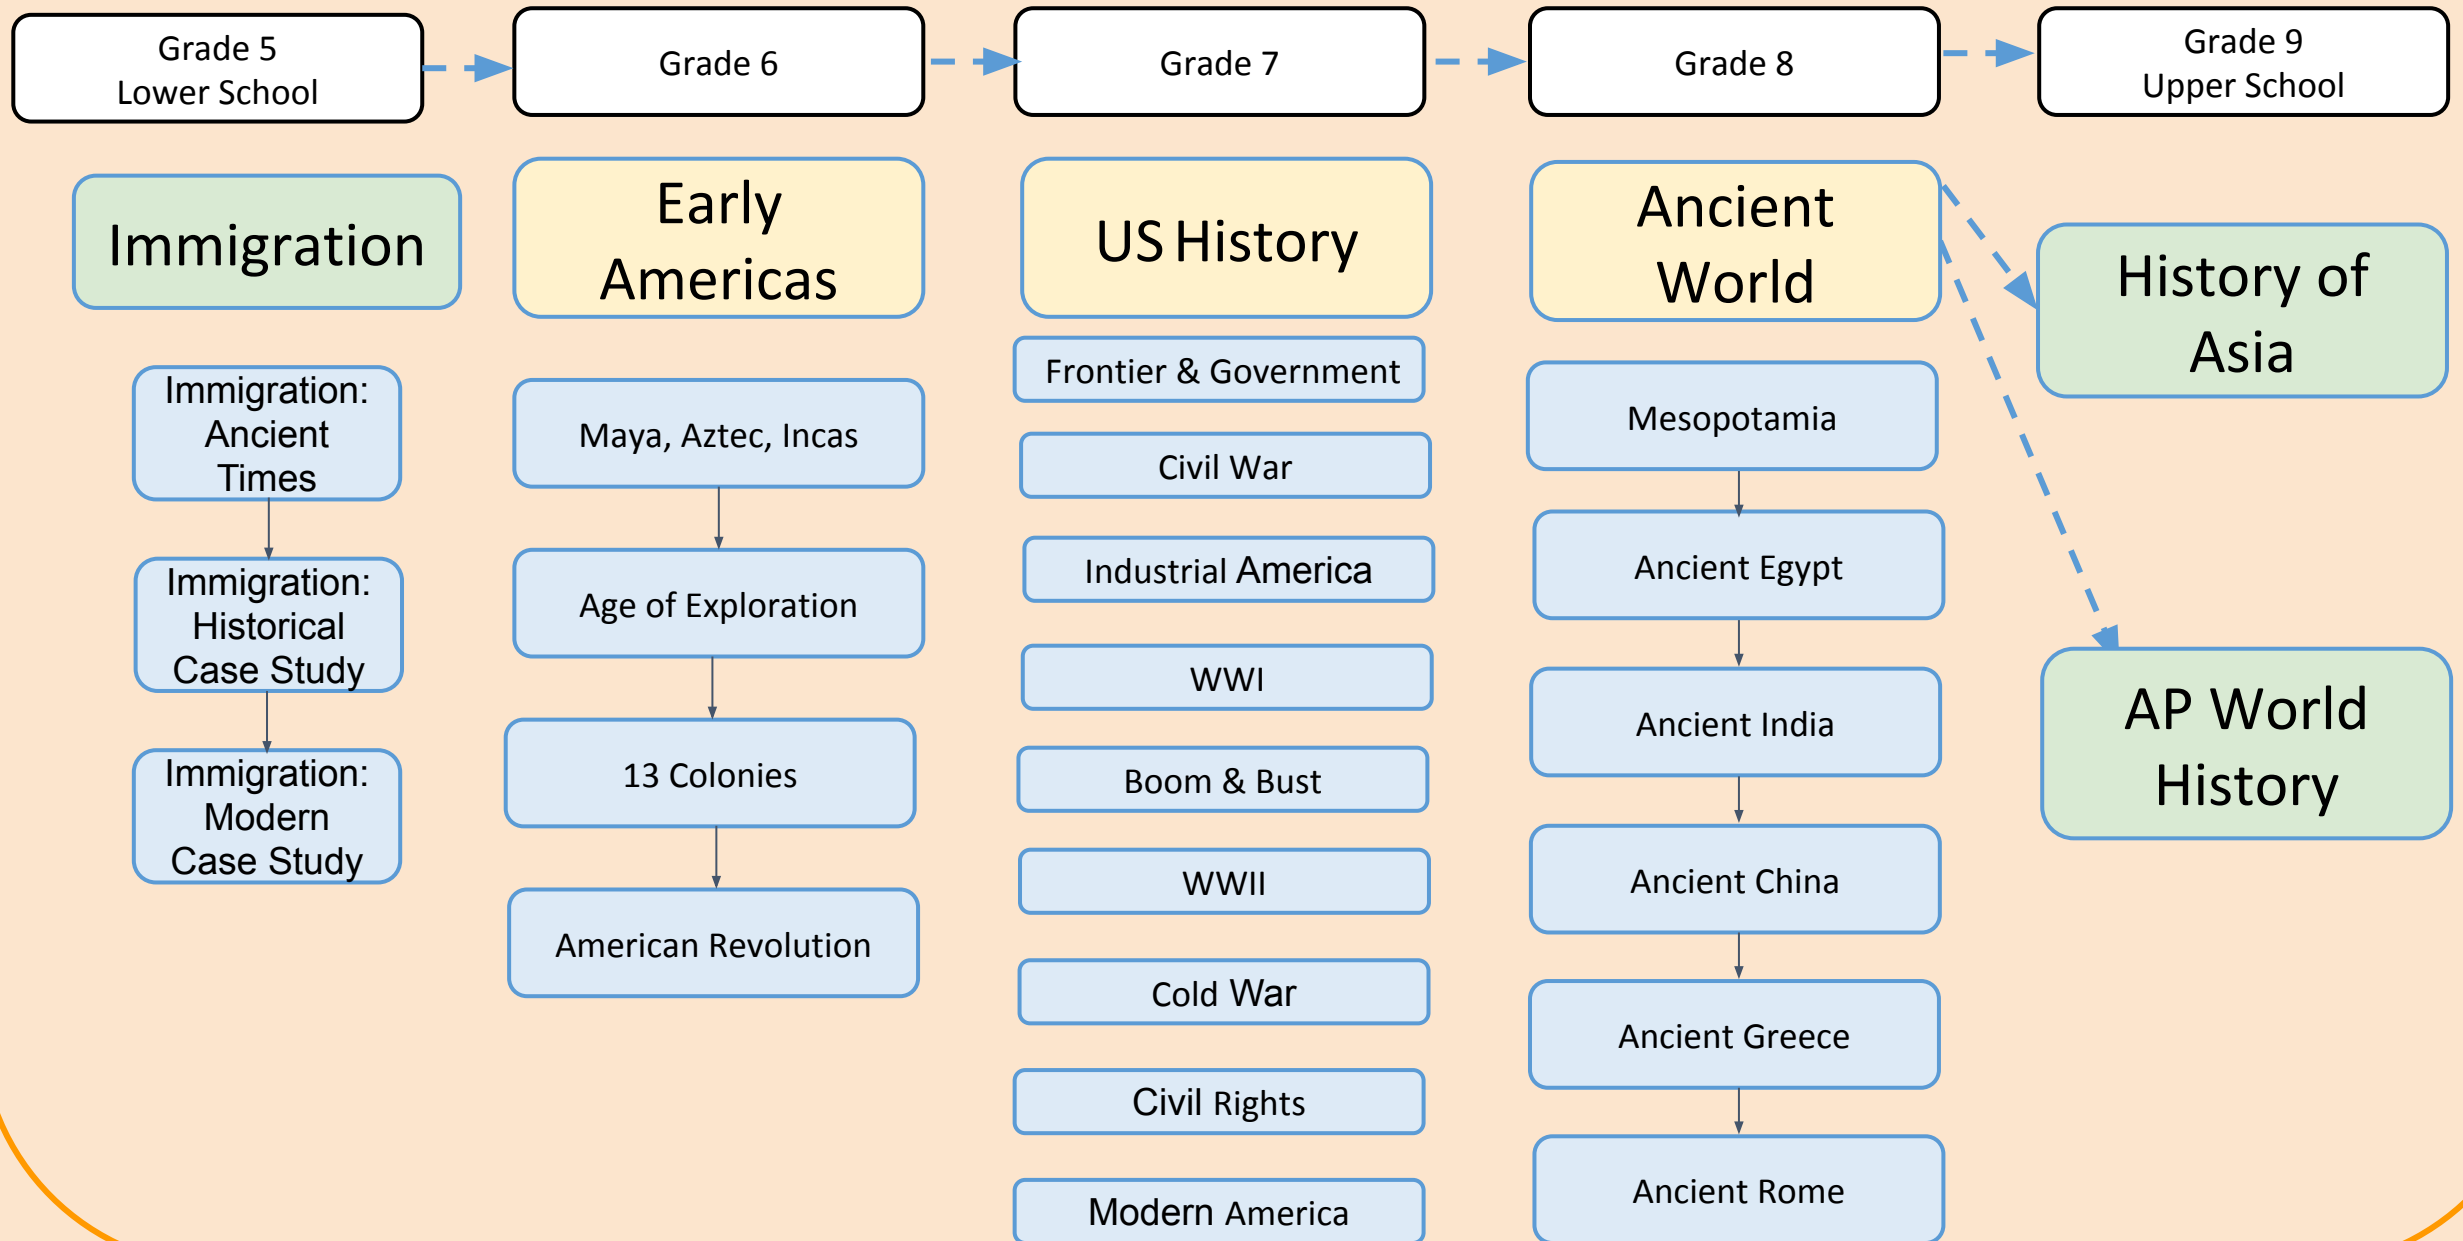 Grade 5
Lower School
Grade 6
Grade 7
Grade 8
Grade 9
Upper School
Immigration
Early
Americas
US History
Ancient
World
History of
Asia
AP World
History
Immigration:
Ancient
Times
Immigration:
Historical
Case Study
Immigration:
Modern
Case Study
Maya, Aztec, Incas
Age of Exploration
13 Colonies
American Revolution
Frontier & Government
Civil War
Industrial America
WWI
Boom & Bust
WWII
Cold War
Civil Rights
Modern America
Mesopotamia
Ancient Egypt
Ancient India
Ancient China
Ancient Greece
Ancient Rome